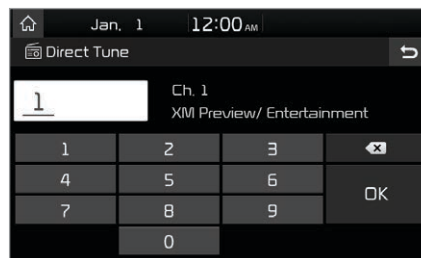 Jan. 1 12:00 AM
Direct Tune
1
Ch. 1
XM Preview/ Entertainment
1 2 3
4 5 6
OK
7 8 9
0